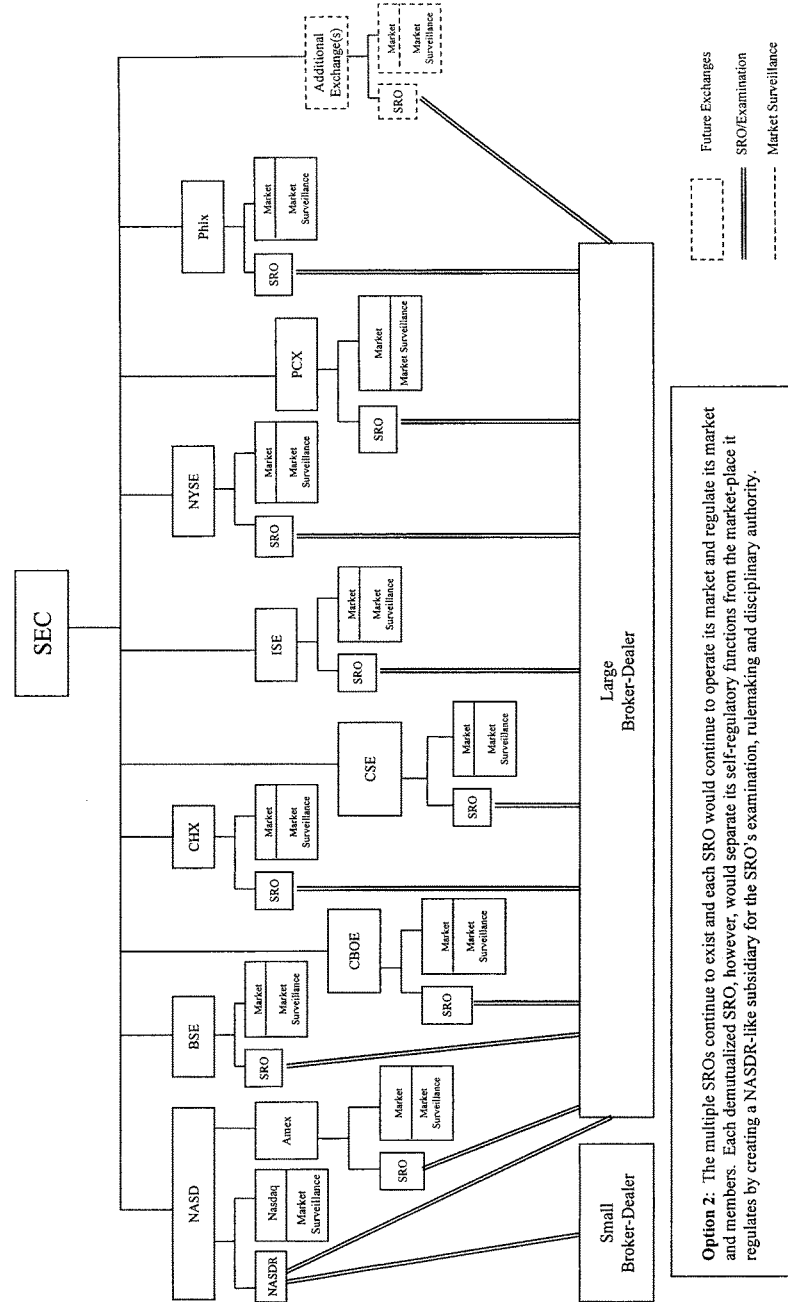 SEC
NASD
Nasdaq
Market
Surveillance
NASDR
Amex
Market
Market
Surveillance
SRO
BSE
Market
Market
Surveillance
SRO
CBOE
Market
Market
Surveillance
SRO
CHX
Market
Market
Surveillance
SRO
CSE
Market
Market
Surveillance
SRO
ISE
Market
Market
Surveillance
SRO
NYSE
Market
Market
Surveillance
SRO
PCX
Market
Market Surveillance
SRO
Phlx
Market
Market
Surveillance
SRO
Additional
Exchange(s)
Market
Market
Surveillance
SRO
Small
Broker-Dealer
Large
Broker-Dealer
Option 2: The multiple SROs continue to exist and each SRO would continue to operate its market and regulate its market
and members. Each demutualized SRO, however, would separate its self-regulatory functions from the market-place it
regulates by creating a NASDR-like subsidiary for the SRO's examination, rulemaking and disciplinary authority.
Future Exchanges
SRO/Examination
Market Surveillance